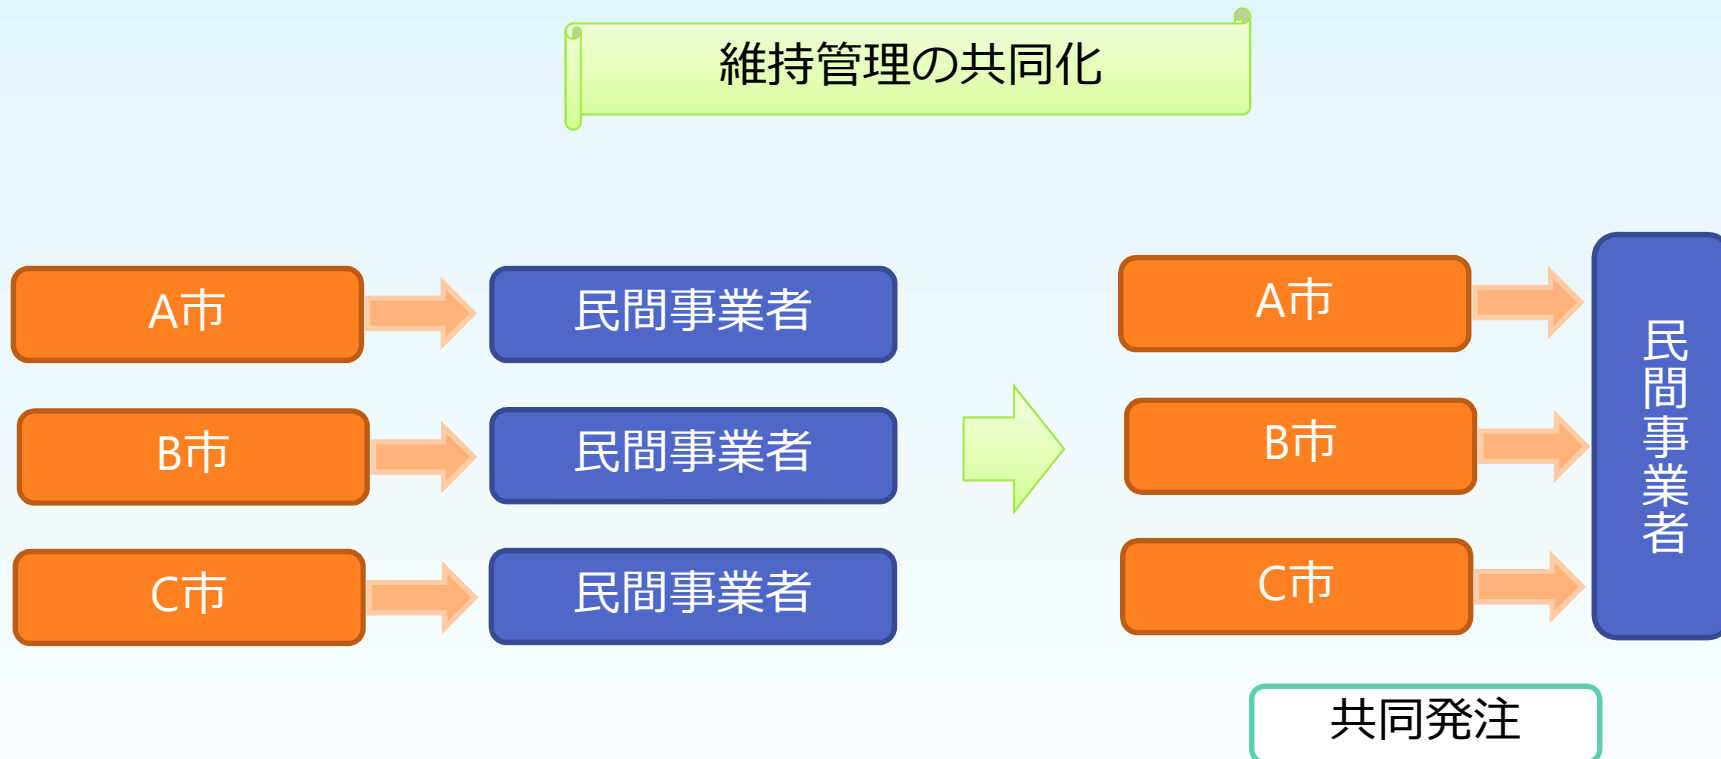 維持管理の共同化
A市
民間事業者
B市
民間事業者
C市
民間事業者
A市
B市
C市
民間事業者
共同発注